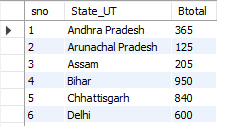 sno State_UT Btotal
1 Andhra Pradesh 365
2 Arunachal Pradesh 125
3 Assam 205
4 Bihar 950
5 Chhattisgarh 840
6 Delhi 600